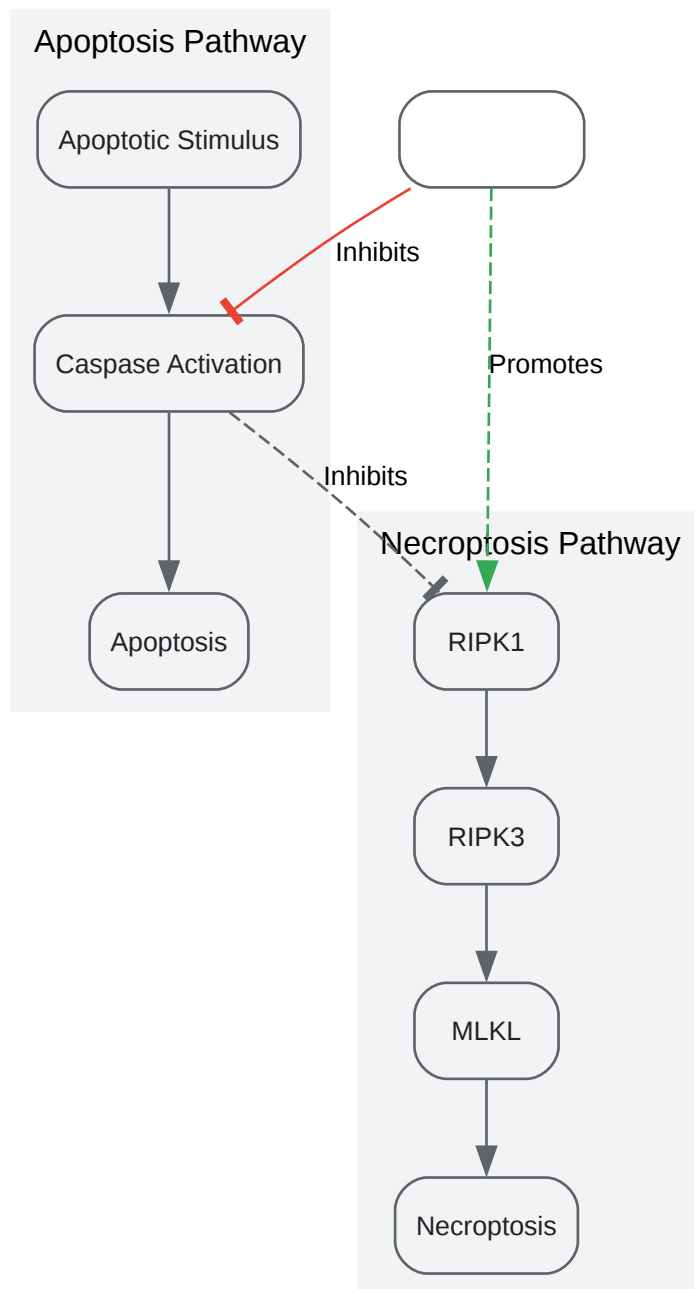 Apoptosis Pathway
Apoptotic Stimulus
Inhibits
Caspase Activation
Promotes
Inhibits
Necroptosis Pathway
Apoptosis
RIPK1
RIPK3
MLKL
Necroptosis